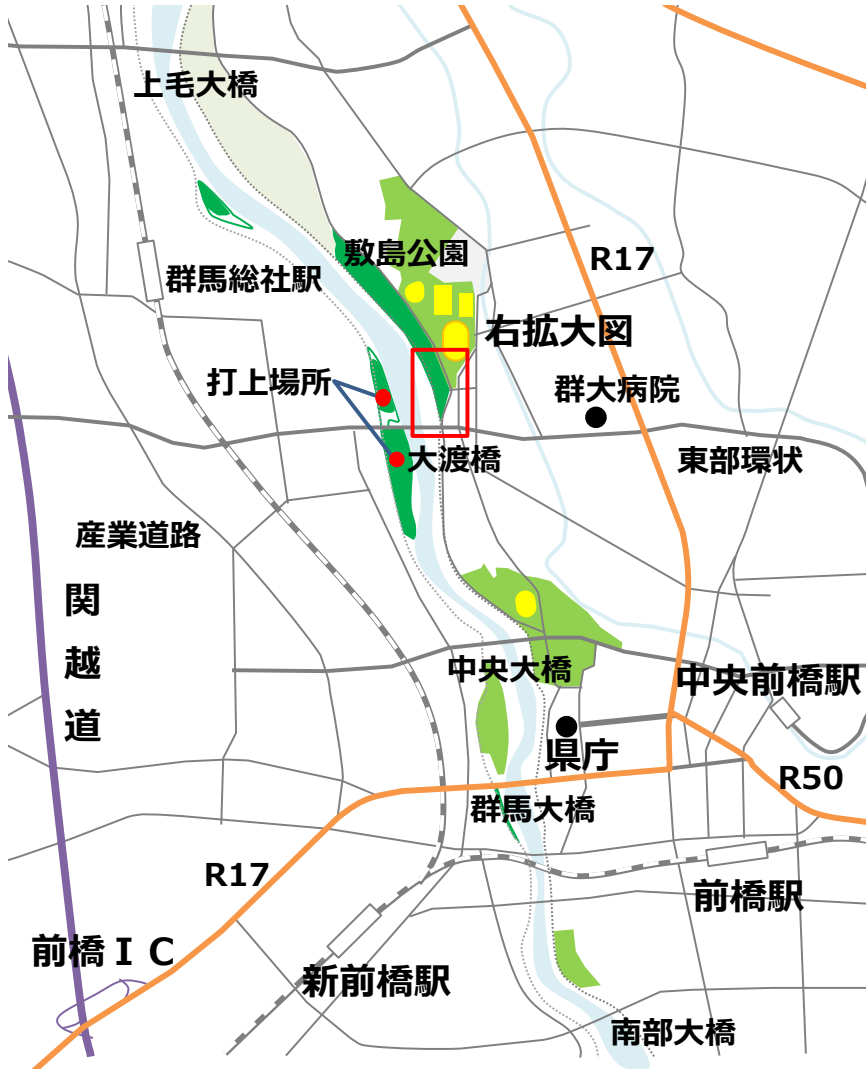 上毛大橋
敷島公園
R17
群馬総社駅
右拡大図
打上場所
群大病院
大渡橋
東部環状
産業道路
関越道
中央大橋
中央前橋駅
県庁
R50
群馬大橋
R17
前橋駅
前橋ＩＣ
新前橋駅
南部大橋